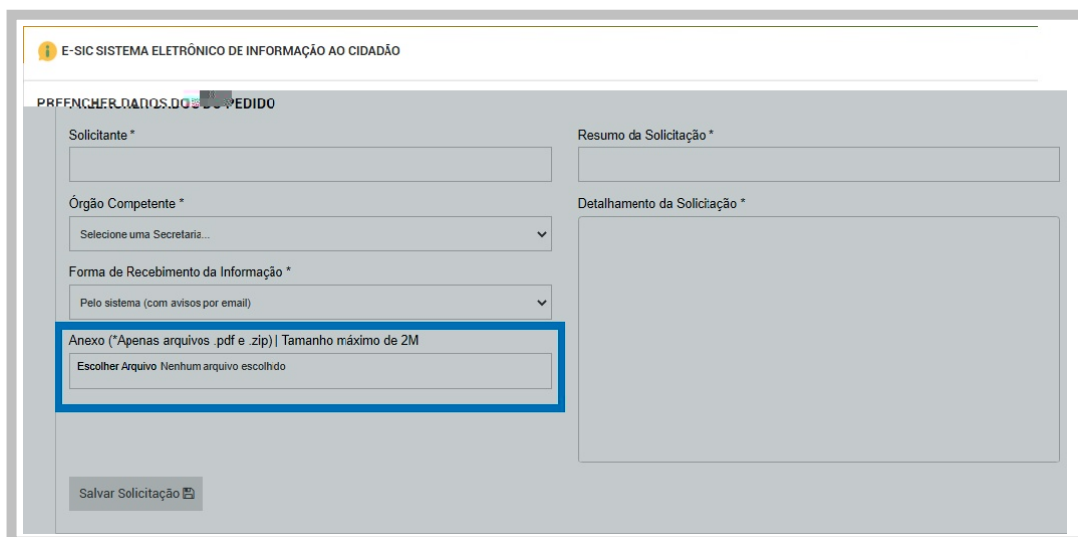 E-SIC SISTEMA ELETRÔNICO DE INFORMAÇÃO AO CIDADÃO
PREENCHER DADOS DO PEDIDO
Solicitante *
Órgão Competente *
Selecione uma Secretaria...
Forma de Recebimento da Informação *
Pelo sistema (com avisos por email)
Anexo (*Apenas arquivos .pdf e .zip) | Tamanho máximo de 2M
Escolher Arquivo Nenhum arquivo escolhido
Salvar Solicitação
Resumo da Solicitação *
Detalhamento da Solicitação *